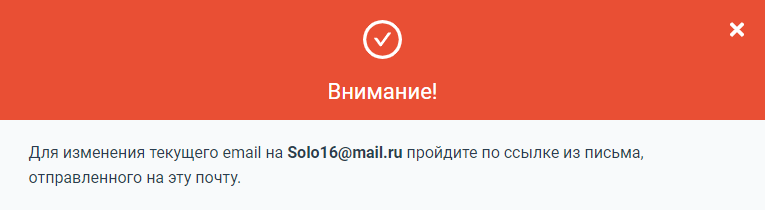 Внимание!
Для изменения текущего email на Solo16@mail.ru пройдите по ссылке из письма,
отправленного на эту почту.